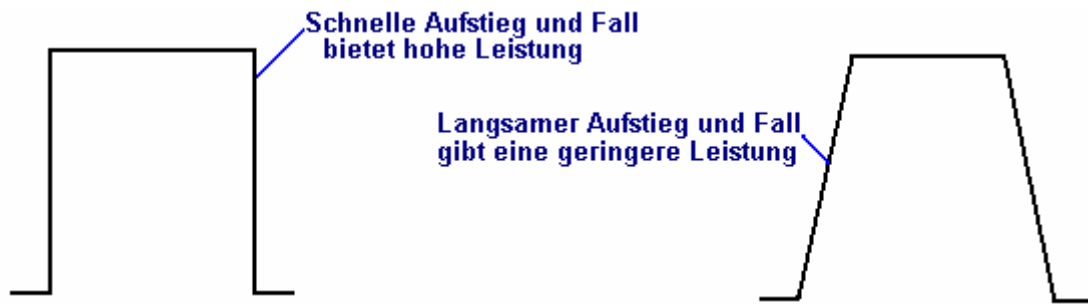 Schnelle Aufstieg und Fall
bietet hohe Leistung
Langsamer Aufstieg und Fall
gibt eine geringere Leistung